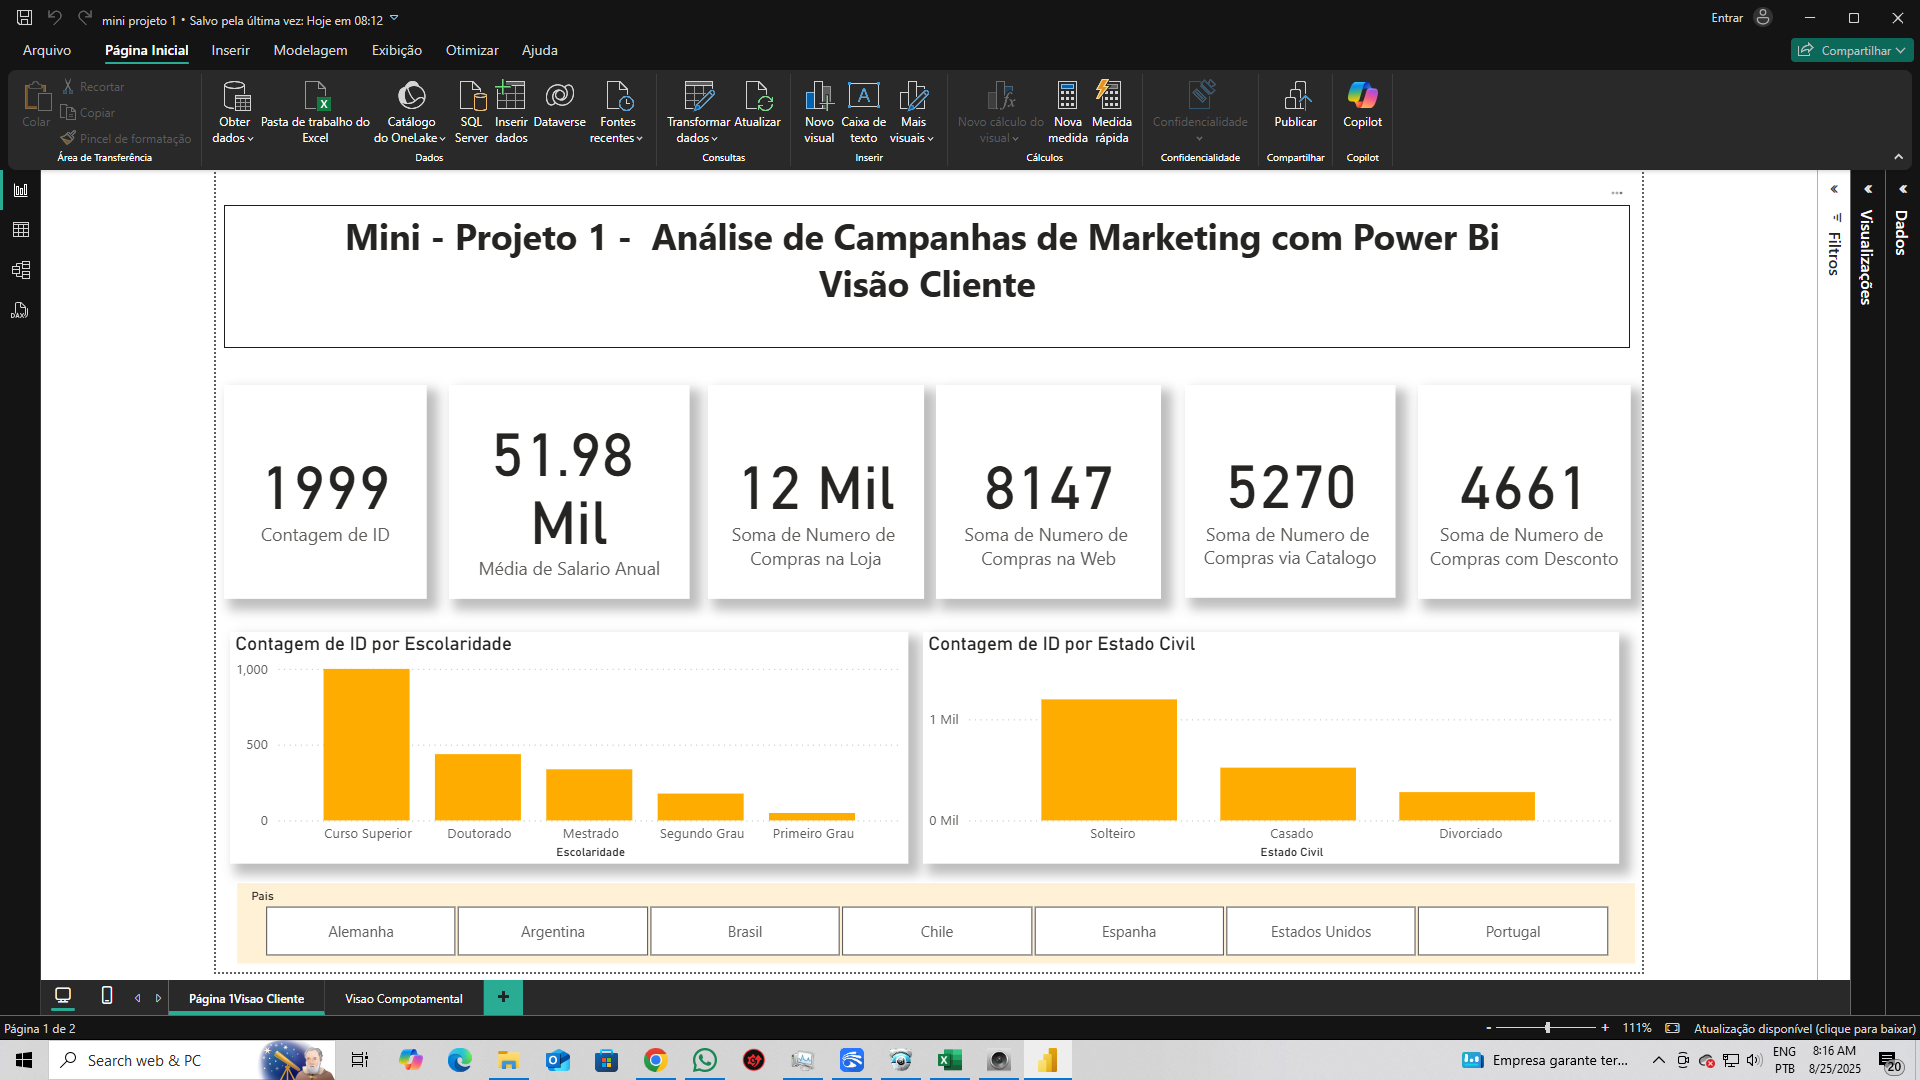 mini projeto 1 • Salvo pela última vez: Hoje em 08:12
Entrar
Arquivo
Página Inicial
Inserir
Modelagem
Exibição
Otimizar
Ajuda
Compartilhar
Colar
Recortar
Copiar
Pincel de formatação
Área de Transferência
Obter dados
Pasta de trabalho do Excel
Catálogo do OneLake
SQL Server
Inserir dados
Dataverse
Fontes recentes
Dados
Transformar dados
Atualizar
Consultas
Novo visual
Caixa de texto
Mais visuais
Inserir
Novo cálculo do visual
Nova medida
Medida rápida
Cálculos
Confidencialidade
Confidencialidade
Publicar
Compartilhar
Copilot
Copilot
DAX
Filtros
Visualizações
Dados
Mini - Projeto 1 - Análise de Campanhas de Marketing com Power Bi
Visão Cliente
1999
Contagem de ID
51.98
Mil
Média de Salario Anual
12 Mil
Soma de Numero de
Compras na Loja
8147
Soma de Numero de
Compras na Web
5270
Soma de Numero de
Compras via Catalogo
4661
Soma de Numero de
Compras com Desconto
Contagem de ID por Escolaridade
1,000
500
0
Curso Superior
Doutorado
Mestrado
Segundo Grau
Primeiro Grau
Escolaridade
Contagem de ID por Estado Civil
1 Mil
0 Mil
Solteiro
Casado
Divorciado
Estado Civil
Pais
Alemanha
Argentina
Brasil
Chile
Espanha
Estados Unidos
Portugal
Página 1Visao Cliente
Visao Compotamental
+
Página 1 de 2
- + 111%
Atualização disponível (clique para baixar)
Search web & PC
Empresa garante ter...
ENG
PTB
8:16 AM
8/25/2025
20